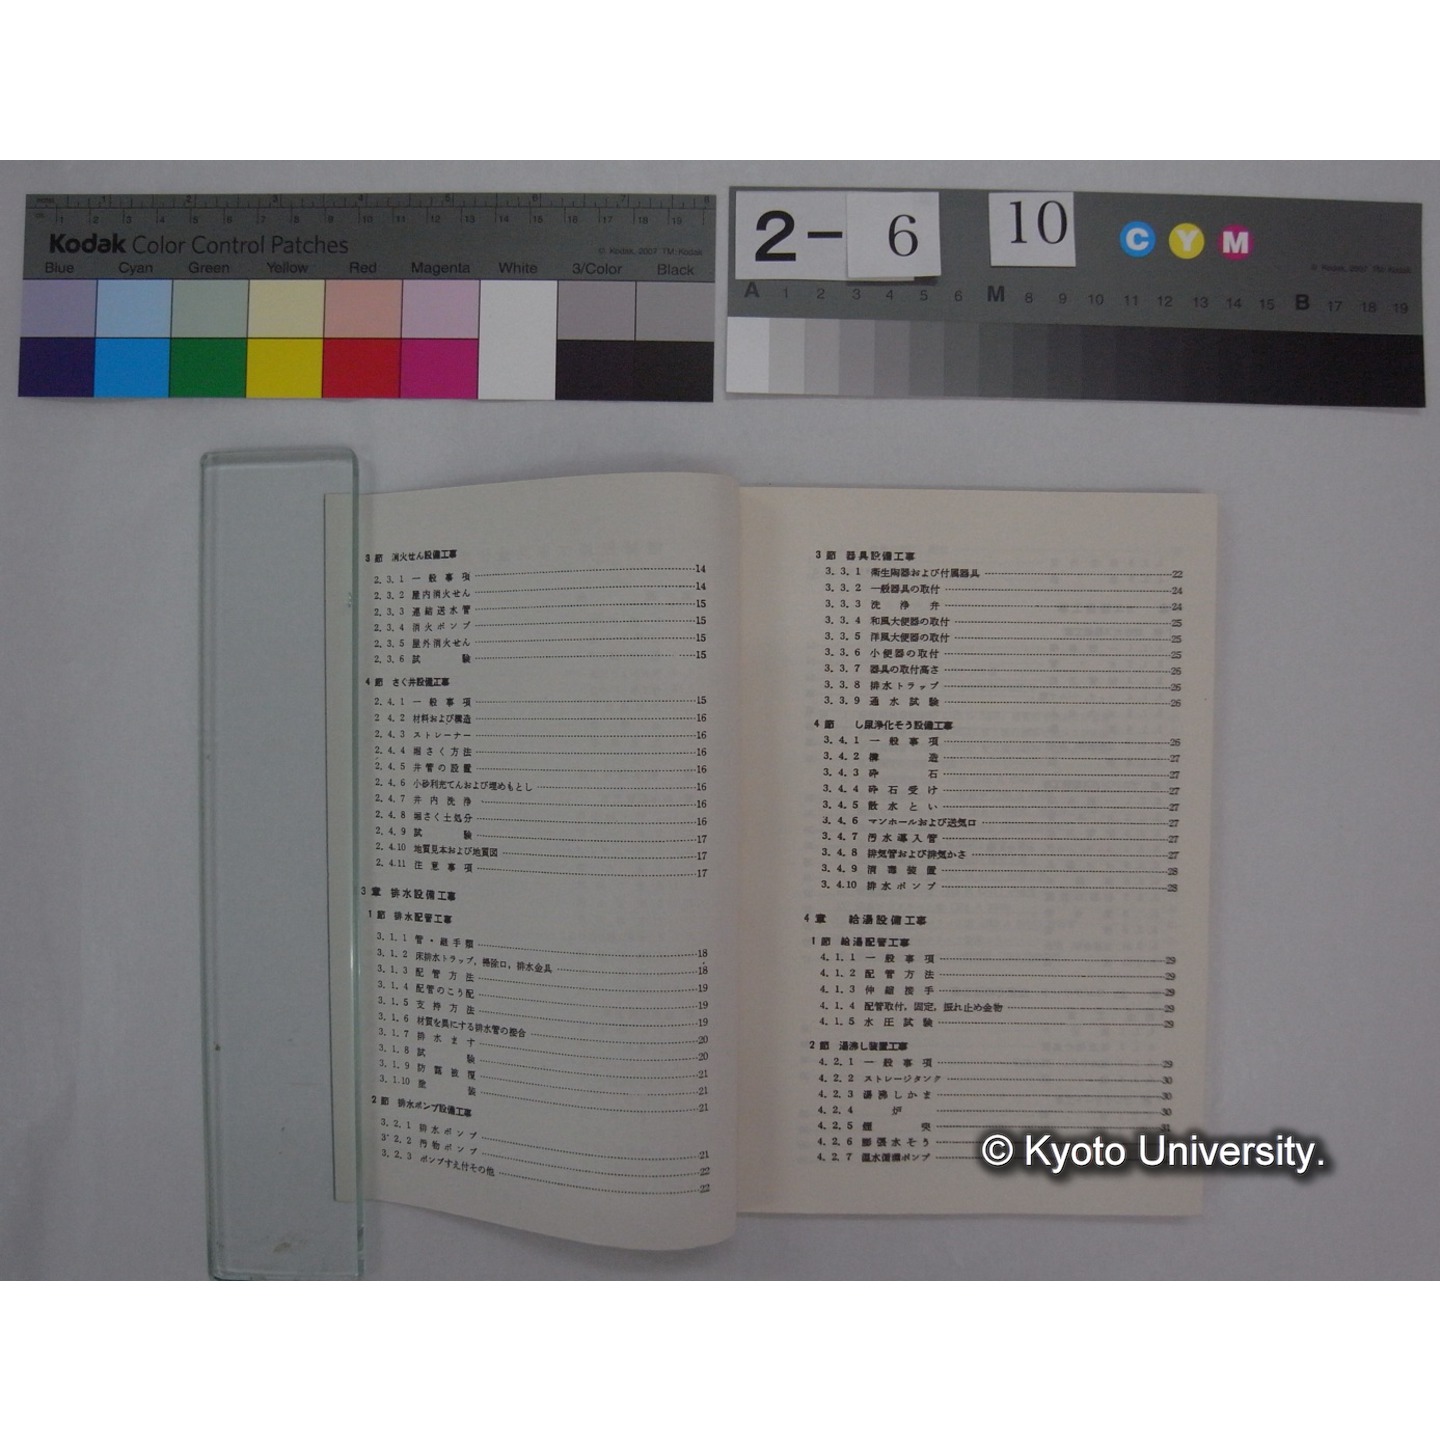 Kodak Color Control Patches
© Kodak, 2007 TM: Kodak
Blue Cyan Green Yellow Red Magenta White 3/Color Black
2- 6 10 C Y M
© Kodak, 2007 TM: Kodak
A 1 2 3 4 5 6 M 8 9 10 11 12 13 14 15 B 17 18 19
3節 消火せん設備工事
2.3.1 一般事項 14
2.3.2 屋内消火せん 14
2.3.3 連結送水管 15
2.3.4 消火ポンプ 15
2.3.5 屋外消火せん 15
2.3.6 試験 15
4節 さく井設備工事
2.4.1 一般事項 15
2 4.2 材料および構造 16
2.4.3 ストレーナー 16
2.4.4 堀さく方法 16
2.4.5 井管の設置 16
2.4.6 小砂利充てんおよび埋めもどし 16
2.4.7 井内洗浄 16
2.4.8 堀さく土処分 16
2.4.9 試験 17
2.4.10 地質見本および地質図 17
2.4.11 注意事項 17
3章 排水設備工事
1節 排水配管工事
3.1.1 管・継手類 18
3.1.2 床排水トラップ,掃除口,排水金具 18
3.1.3 配管方法 19
3.1.4 配管のこう配 19
3.1.5 支持方法 19
3.1.6 材質を異にする排水管の接合 20
3.1.7 排水ます 20
3.1.8 試験 21
3.1.9 防露被覆 21
3.1.10 塗装 21
2節 排水ポンプ設備工事
3.2.1 排水ポンプ 21
3.2.2 汚物ポンプ 22
3.2.3 ポンプすえ付その他 22
3節 器具設備工事
3.3.1 衛生陶器および付属器具 22
3.3.2 一般器具の取付 24
3.3.3 洗浄弁 24
3.3.4 和風大便器の取付 25
3.3.5 洋風大便器の取付 25
3.3.6 小便器の取付 25
3.3.7 器具の取付高さ 26
3.3.8 排水トラップ 26
3.3.9 通水試験 26
4節 し尿浄化そう設備工事
3.4.1 一般事項 26
3.4.2 構造 27
3.4.3 砕石 27
3.4.4 砕石受け 27
3.4.5 散水とい 27
3.4.6 マンホールおよび送気口 27
3.4.7 汚水導入管 27
3.4.8 排気管および排気かさ 27
3.4.9 消毒装置 28
3.4.10 排水ポンプ 28
4章 給湯設備工事
1節 給湯配管工事
4.1.1 一般事項 29
4.1.2 配管方法 29
4.1.3 伸縮接手 29
4.1.4 配管取付,固定,振れ止め金物 29
4.1.5 水圧試験 29
2節 湯沸し装置工事
4.2.1 一般事項 29
4.2.2 ストレージタンク 30
4.2.3 湯沸しかま 30
4.2.4 炉 30
4.2.5 煙突 31
4.2.6 膨張水そう
4.2.7 温水循環ポンプ
© Kyoto University.